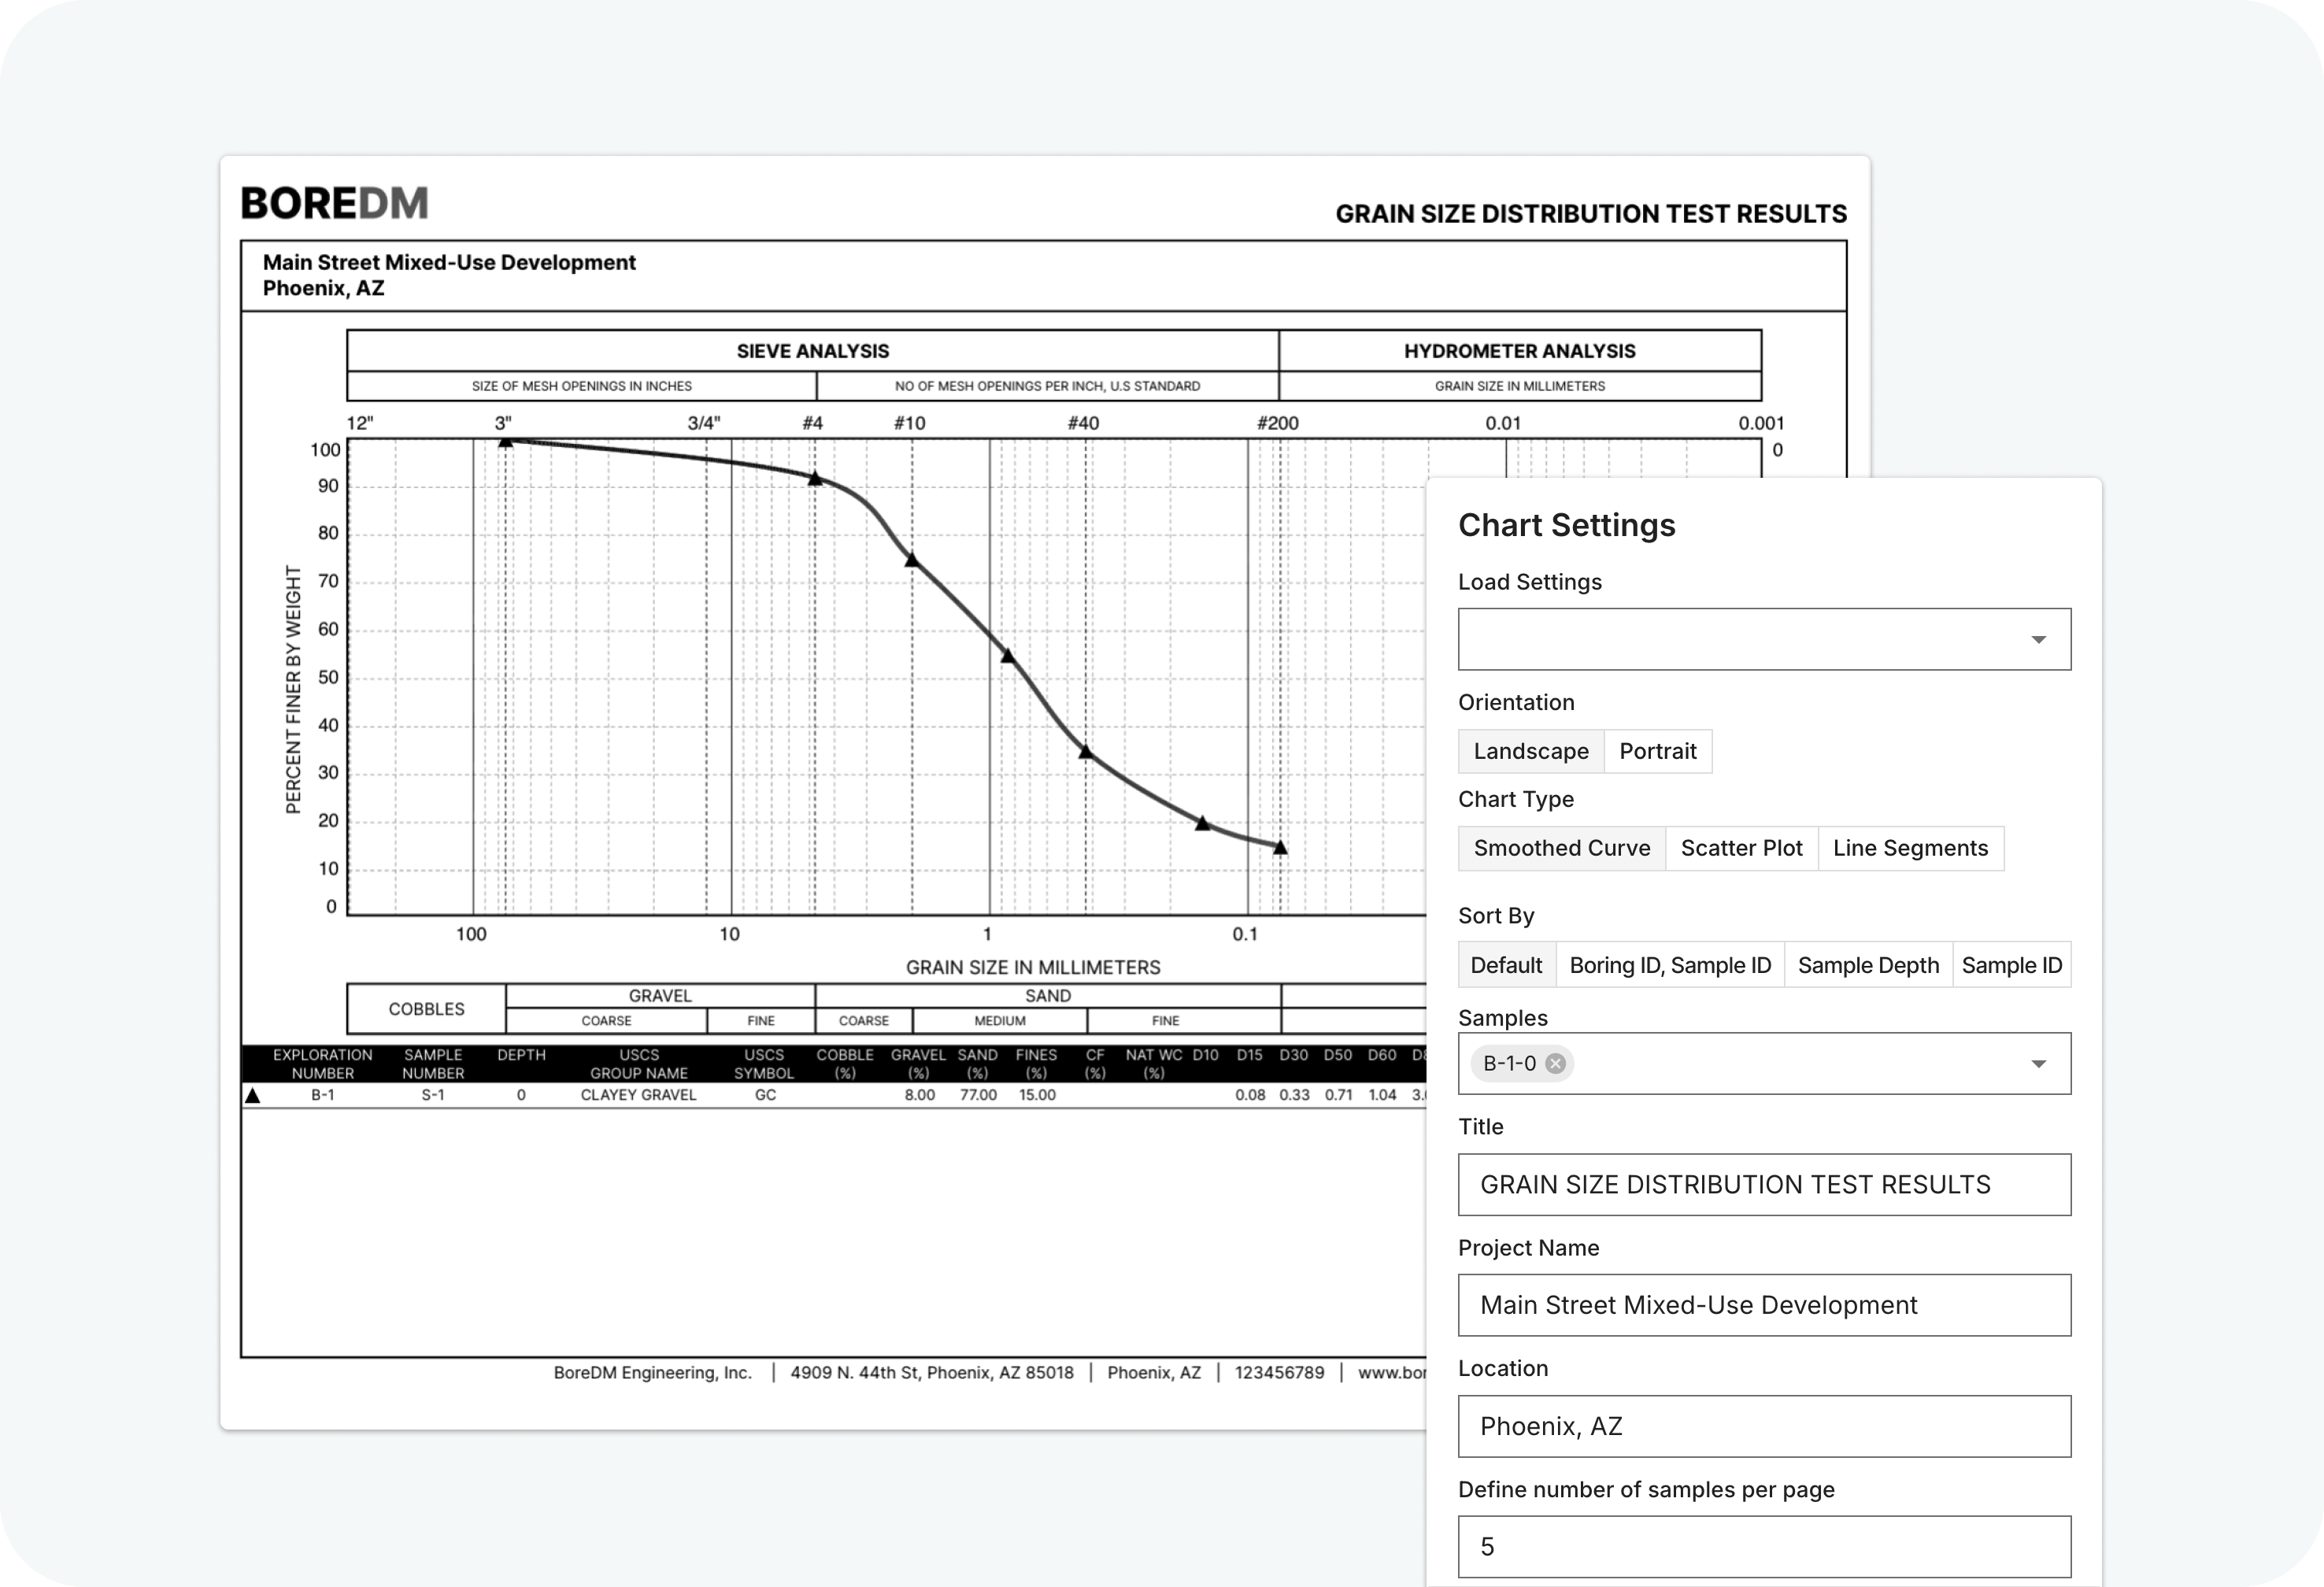 BOREDM
GRAIN SIZE DISTRIBUTION TEST RESULTS
Main Street Mixed-Use Development
Phoenix, AZ
SIEVE ANALYSIS HYDROMETER ANALYSIS
SIZE OF MESH OPENINGS IN INCHES NO OF MESH OPENINGS PER INCH, U.S STANDARD GRAIN SIZE IN MILLIMETERS
12" 3" 3/4" #4 #10 #40 #200 0.01 0.001
100 0
90
80
70
60
50
40
30
20
10
0
PERCENT FINER BY WEIGHT
100 10 1 0.1
GRAIN SIZE IN MILLIMETERS
COBBLES GRAVEL SAND
COARSE FINE COARSE MEDIUM FINE
EXPLORATION SAMPLE DEPTH USCS USCS COBBLE GRAVEL SAND FINES CF NAT WC D10 D15 D30 D50 D60
NUMBER NUMBER GROUP NAME SYMBOL (%) (%) (%) (%) (%) (%)
B-1 S-1 0 CLAYEY GRAVEL GC 8.00 77.00 15.00 0.08 0.33 0.71 1.04
BoreDM Engineering, Inc. | 4909 N. 44th St, Phoenix, AZ 85018 | Phoenix, AZ | 123456789 | www.bor
Chart Settings
Load Settings
Orientation
Landscape Portrait
Chart Type
Smoothed Curve Scatter Plot Line Segments
Sort By
Default Boring ID, Sample ID Sample Depth Sample ID
Samples
B-1-0
Title
GRAIN SIZE DISTRIBUTION TEST RESULTS
Project Name
Main Street Mixed-Use Development
Location
Phoenix, AZ
Define number of samples per page
5